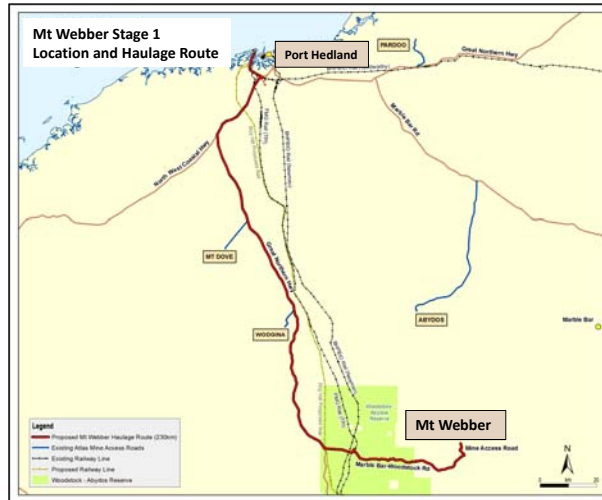 Mt Webber Stage 1
Location and Haulage Route
Port Hedland
PARDOO
Great Northern Hwy
Marble Bar Rd
North West Coastal Hwy
MT DOVE
Great Northern Hwy
WODGINA
ABYDOS
Marble Bar
Woodstock
Abydos
Reserve
Mt Webber
Mine Access Road
Marble Bar-Woodstock Rd
Legend
Proposed Mt Webber Haulage Route (230km)
Existing Atlas Mine Access Roads
Existing Railway Line
Proposed Railway Line
Woodstock - Abydos Reserve
N